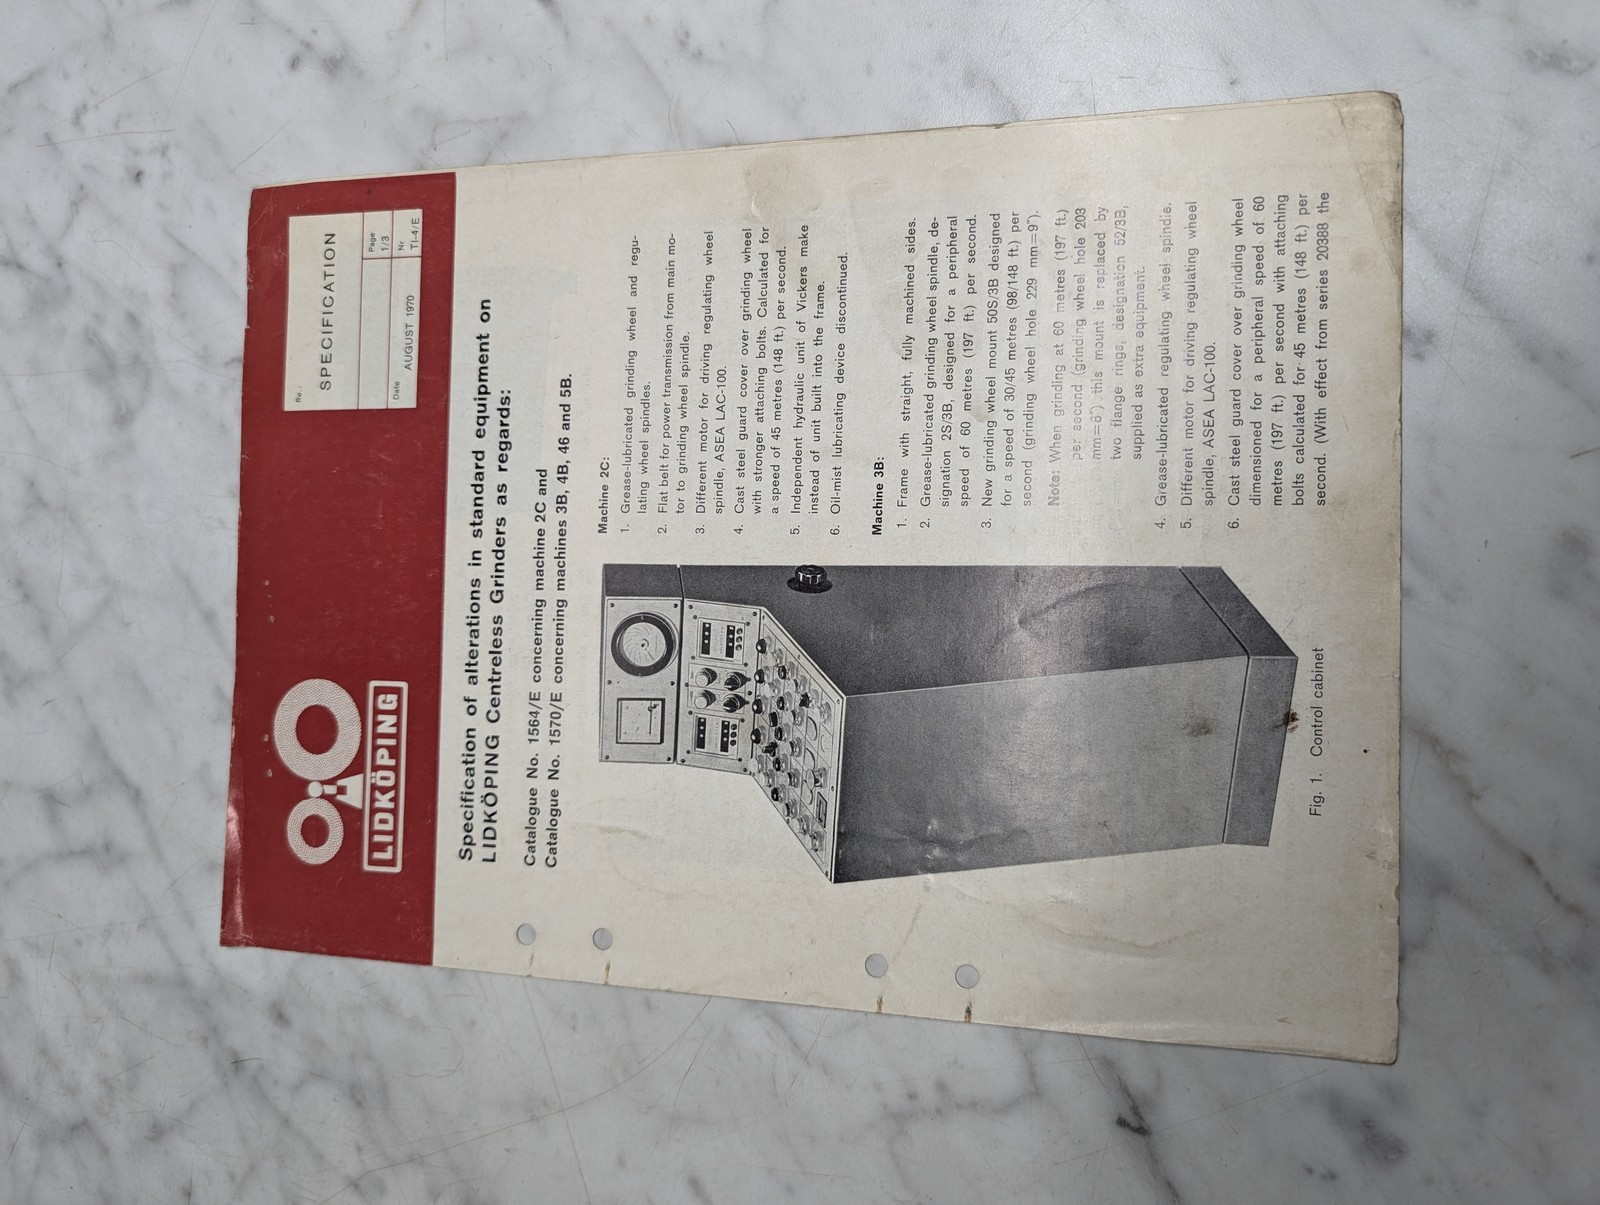 LIDKÖPING
Re.:
SPECIFICATION
Page
1/3
Date
AUGUST 1970
Nr
TI-4/E
Specification of alterations in standard equipment on
LIDKÖPING Centreless Grinders as regards:
Catalogue No. 1564/E concerning machine 2C and
Catalogue No. 1570/E concerning machines 3B, 4B, 46 and 5B.
Fig. 1. Control cabinet
Machine 2C:
1. Grease-lubricated grinding wheel and regu-
lating wheel spindles.
2. Flat belt for power transmission from main mo-
tor to grinding wheel spindle.
3. Different motor for driving regulating wheel
spindle, ASEA LAC-100.
4. Cast steel guard cover over grinding wheel
with stronger attaching bolts. Calculated for
a speed of 45 metres (148 ft.) per second.
5. Independent hydraulic unit of Vickers make
instead of unit built into the frame.
6. Oil-mist lubricating device discontinued.
Machine 3B:
1. Frame with straight, fully machined sides.
2. Grease-lubricated grinding wheel spindle, de-
signation 2S/3B, designed for a peripheral
speed of 60 metres (197 ft.) per second.
3. New grinding wheel mount 50S/3B designed
for a speed of 30/45 metres (98/148 ft.) per
second (grinding wheel hole 229 mm=9").
Note: When grinding at 60 metres (197 ft.)
per second (grinding wheel hole 203
mm=8") this mount is replaced by
two flange rings, designation 52/3B,
supplied as extra equipment.
4. Grease-lubricated regulating wheel spindle.
5. Different motor for driving regulating wheel
spindle, ASEA LAC-100.
6. Cast steel guard cover over grinding wheel
dimensioned for a peripheral speed of 60
metres (197 ft.) per second with attaching
bolts calculated for 45 metres (148 ft.) per
second. (With effect from series 20388 the